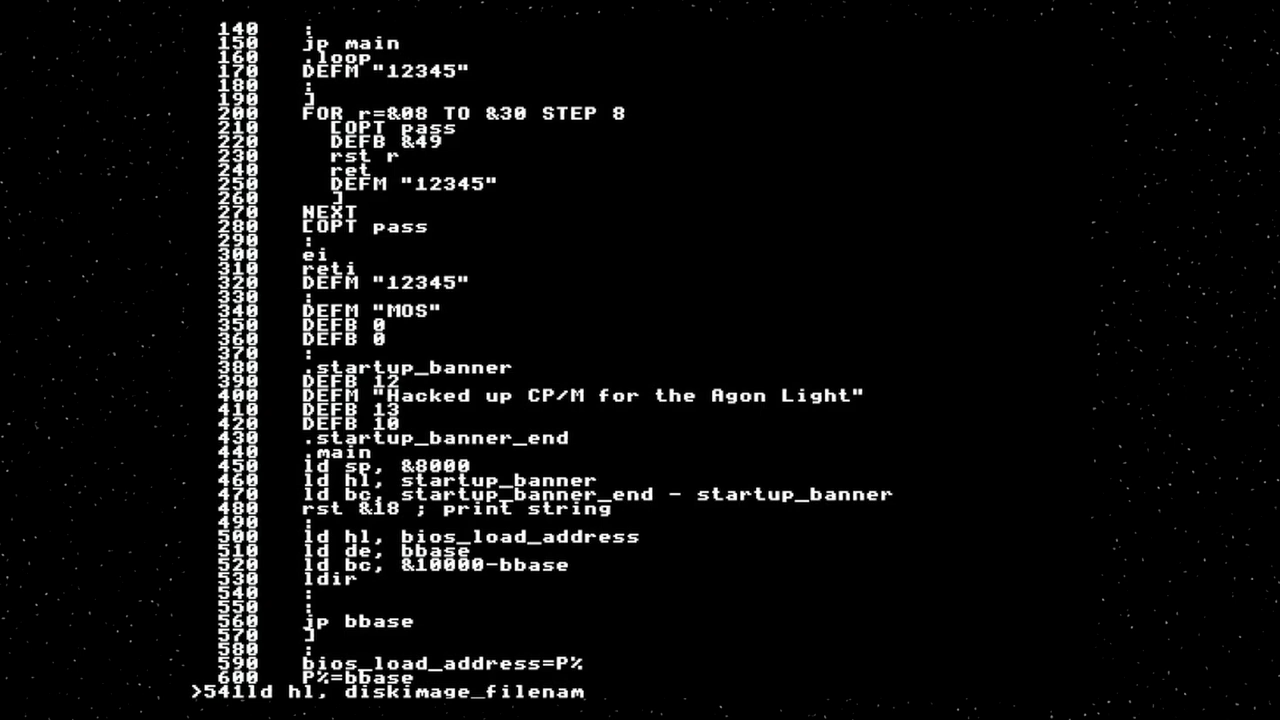 140   :
150   jp main
160   .loop
170   DEFM "12345"
180   :
190   ]
200   FOR r=&08 TO &30 STEP 8
210     [OPT pass
220     DEFB &49
230     rst r
240     ret
250     DEFM "12345"
260     ]
270   NEXT
280   [OPT pass
290   :
300   ei
310   reti
320   DEFM "12345"
330   :
340   DEFM "MOS"
350   DEFB 0
360   DEFB 0
370   :
380   .startup_banner
390   DEFB 12
400   DEFM "Hacked up CP/M for the Agon Light"
410   DEFB 13
420   DEFB 10
430   .startup_banner_end
440   .main
450   ld sp, &8000
460   ld hl, startup_banner
470   ld bc, startup_banner_end - startup_banner
480   rst &18 ; print string
490   :
500   ld hl, bios_load_address
510   ld de, bbase
520   ld bc, &10000-bbase
530   ldir
540   :
550   :
560   jp bbase
570   ]
580   :
590   bios_load_address=P%
600   P%=bbase
>541ld hl, diskimage_filenam